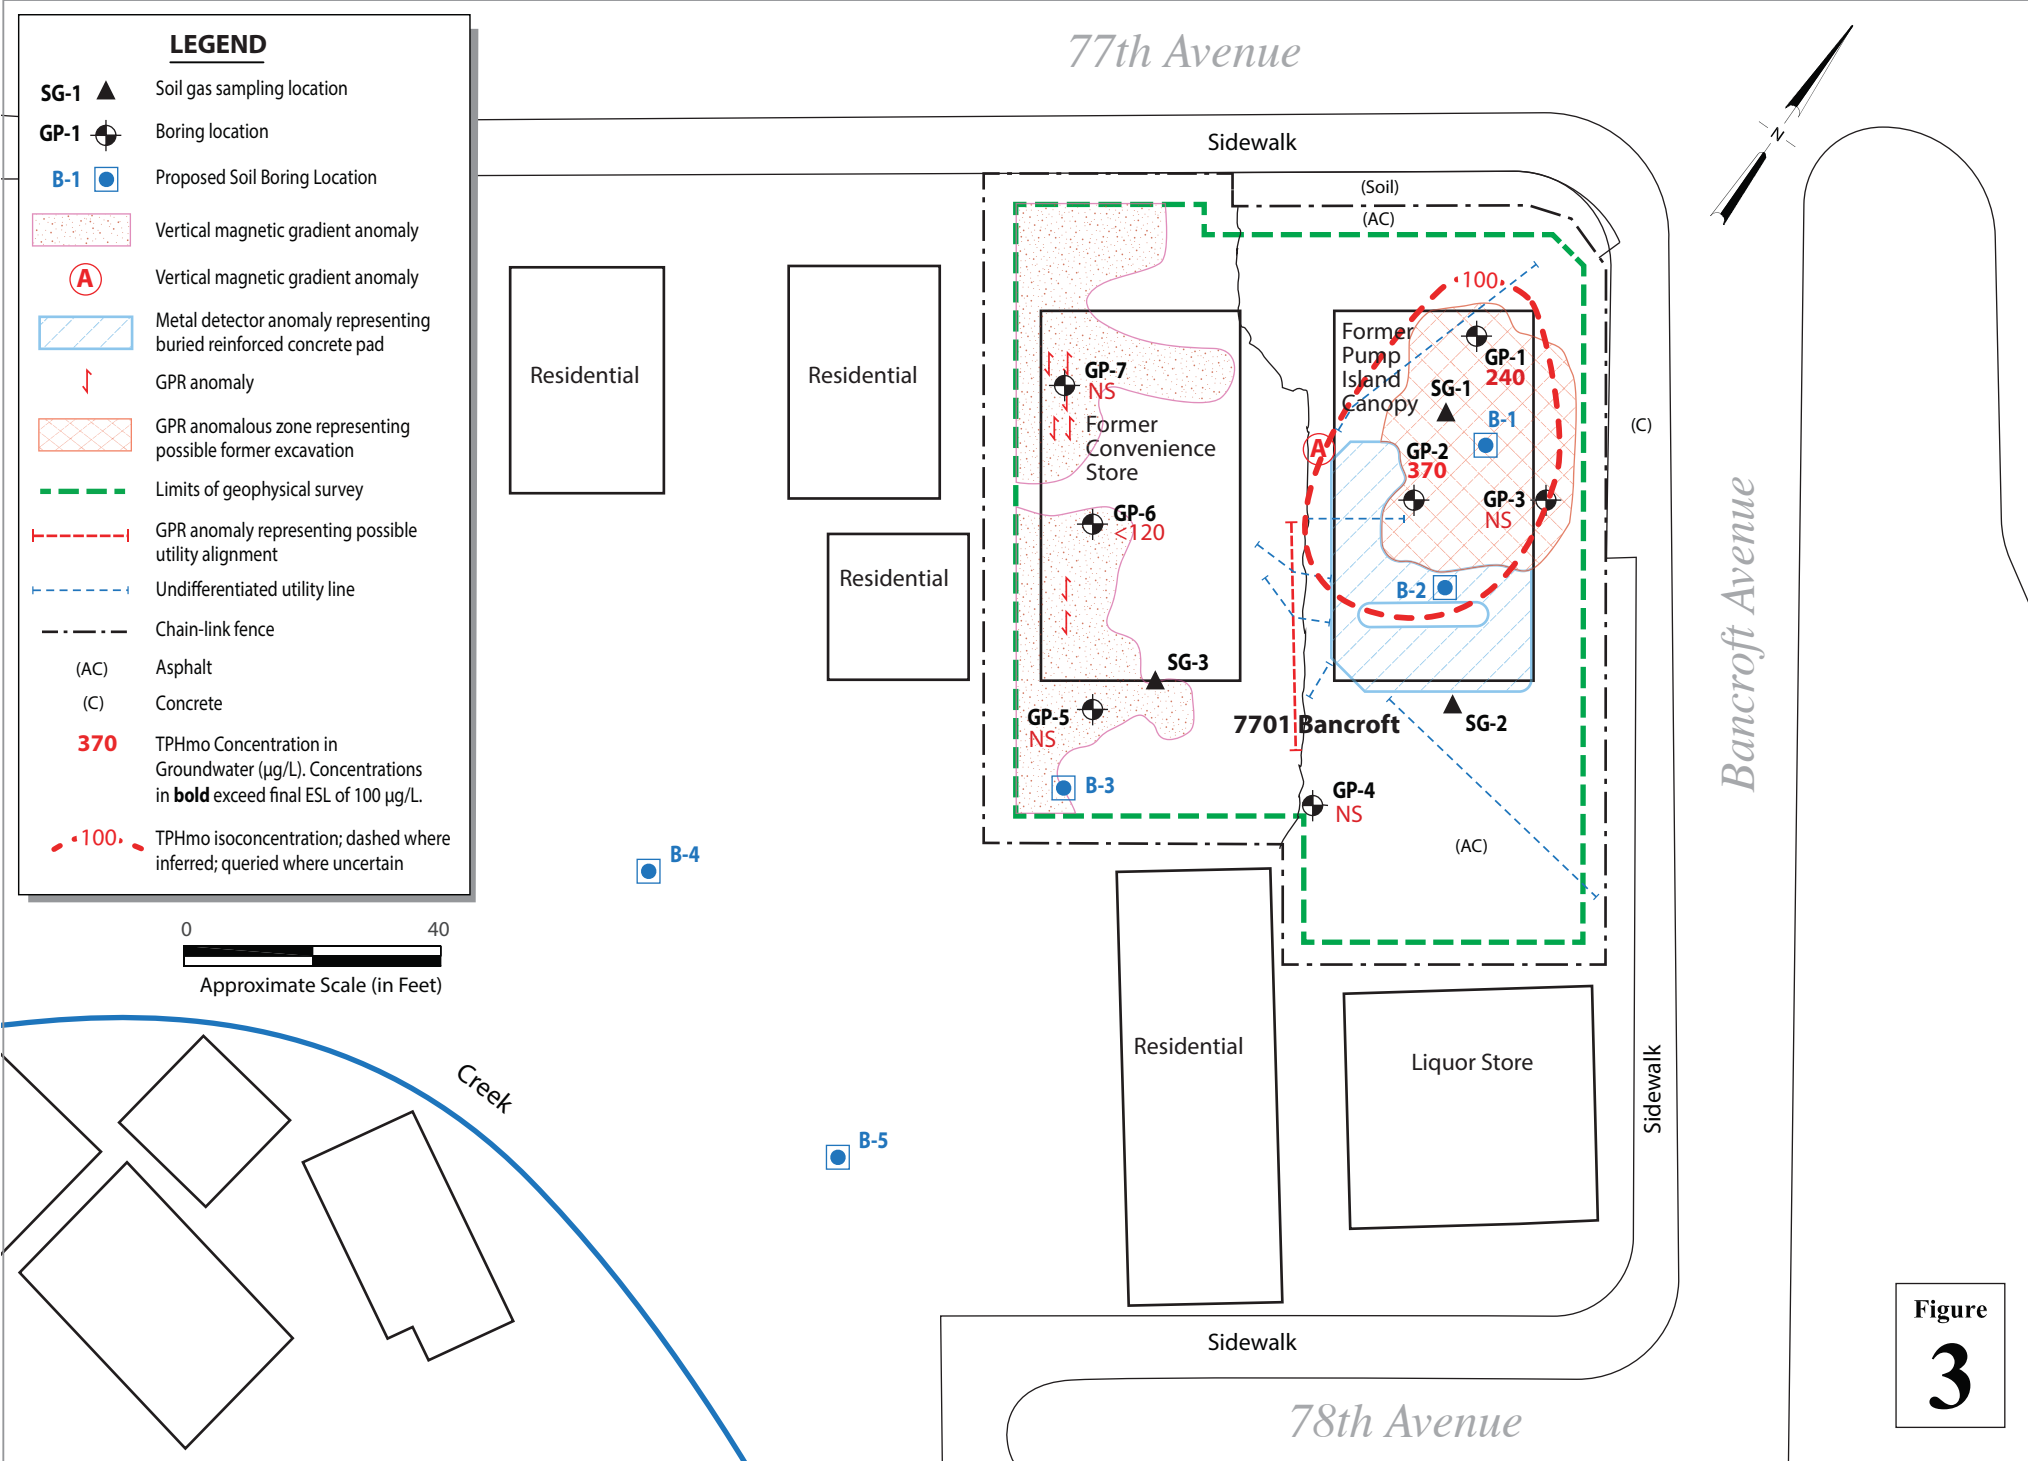 LEGEND
SG-1 Soil gas sampling location
GP-1 Boring location
B-1 Proposed Soil Boring Location
Vertical magnetic gradient anomaly
A Vertical magnetic gradient anomaly
Metal detector anomaly representing
buried reinforced concrete pad
GPR anomaly
GPR anomalous zone representing
possible former excavation
Limits of geophysical survey
GPR anomaly representing possible
utility alignment
Undifferentiated utility line
Chain-link fence
(AC) Asphalt
(C) Concrete
370 TPHmo Concentration in
Groundwater (µg/L). Concentrations
in bold exceed final ESL of 100 µg/L.
100 TPHmo isoconcentration; dashed where
inferred; queried where uncertain
0 40
Approximate Scale (in Feet)
77th Avenue
Sidewalk
(Soil)
(AC)
N
100
Former
Pump
Island
Canopy
GP-1
240
SG-1
B-1
GP-2
370
GP-3
NS
A
B-2
(C)
Residential
Residential
Residential
GP-7
NS
Former
Convenience
Store
GP-6
<120
SG-3
GP-5
NS
B-3
7701 Bancroft
SG-2
GP-4
NS
(AC)
Bancroft Avenue
B-4
B-5
Creek
Residential
Liquor Store
Sidewalk
Sidewalk
78th Avenue
Figure
3